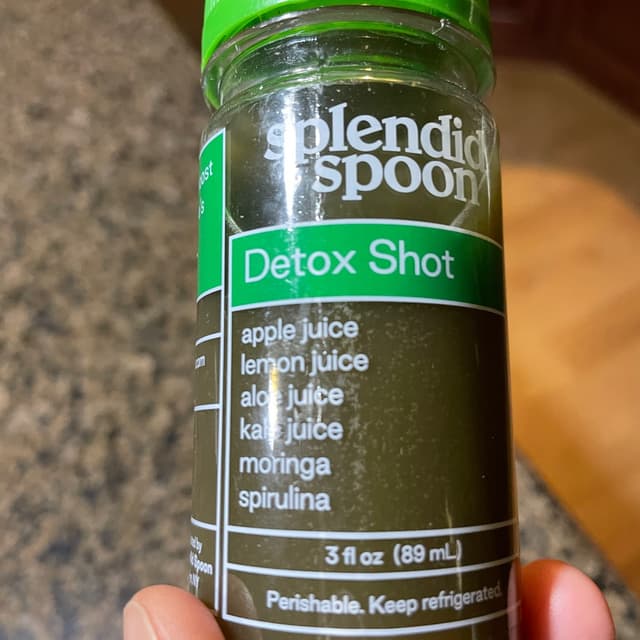 splendid
spoon
Detox Shot
apple juice
lemon juice
aloe juice
kale juice
moringa
spirulina
3 fl oz (89 mL)
Perishable. Keep refrigerated.
Spoon